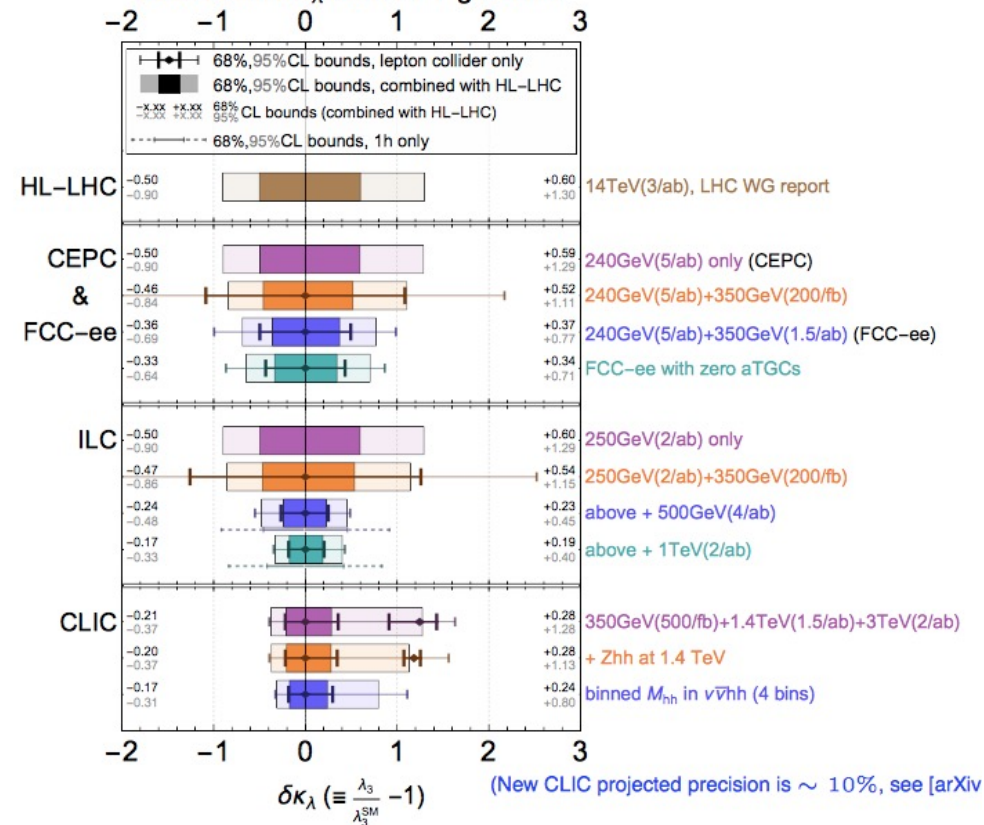 −2 −1 0 1 2 3
68%,95%CL bounds, lepton collider only
68%,95%CL bounds, combined with HL−LHC
−x.xx +x.xx 68% CL bounds (combined with HL−LHC)
−x.xx +x.xx 95%
68%,95%CL bounds, 1h only
HL−LHC −0.50 +0.60 14TeV(3/ab), LHC WG report
−0.90 +1.30
CEPC −0.50 +0.59 240GeV(5/ab) only (CEPC)
−0.90 +1.29
& −0.46 +0.52 240GeV(5/ab)+350GeV(200/fb)
−0.84 +1.11
FCC−ee −0.36 +0.37 240GeV(5/ab)+350GeV(1.5/ab) (FCC−ee)
−0.69 +0.77
−0.33 +0.34 FCC−ee with zero aTGCs
−0.64 +0.71
ILC −0.50 +0.60 250GeV(2/ab) only
−0.90 +1.29
−0.47 +0.54 250GeV(2/ab)+350GeV(200/fb)
−0.86 +1.15
−0.24 +0.23 above + 500GeV(4/ab)
−0.48 +0.45
−0.17 +0.19 above + 1TeV(2/ab)
−0.33 +0.40
CLIC −0.21 +0.28 350GeV(500/fb)+1.4TeV(1.5/ab)+3TeV(2/ab)
−0.37 +1.28
−0.20 +0.28 + Zhh at 1.4 TeV
−0.37 +1.13
−0.17 +0.24 binned Mhh in νν̅hh (4 bins)
−0.31 +0.80
−2 −1 0 1 2 3
δκλ (≡ λ3/λ3SM −1)
(New CLIC projected precision is ∼ 10%, see [arXiv